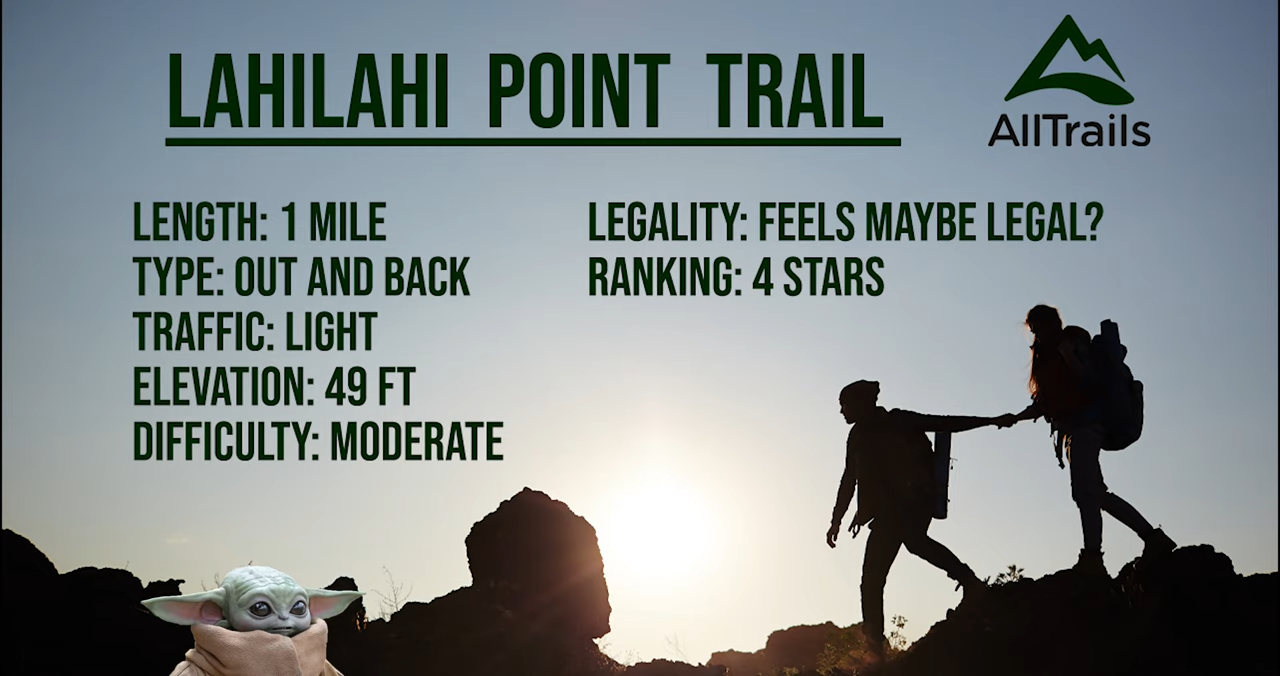 LAHILAHI POINT TRAIL
AllTrails
LENGTH: 1 MILE
TYPE: OUT AND BACK
TRAFFIC: LIGHT
ELEVATION: 49 FT
DIFFICULTY: MODERATE
LEGALITY: FEELS MAYBE LEGAL?
RANKING: 4 STARS